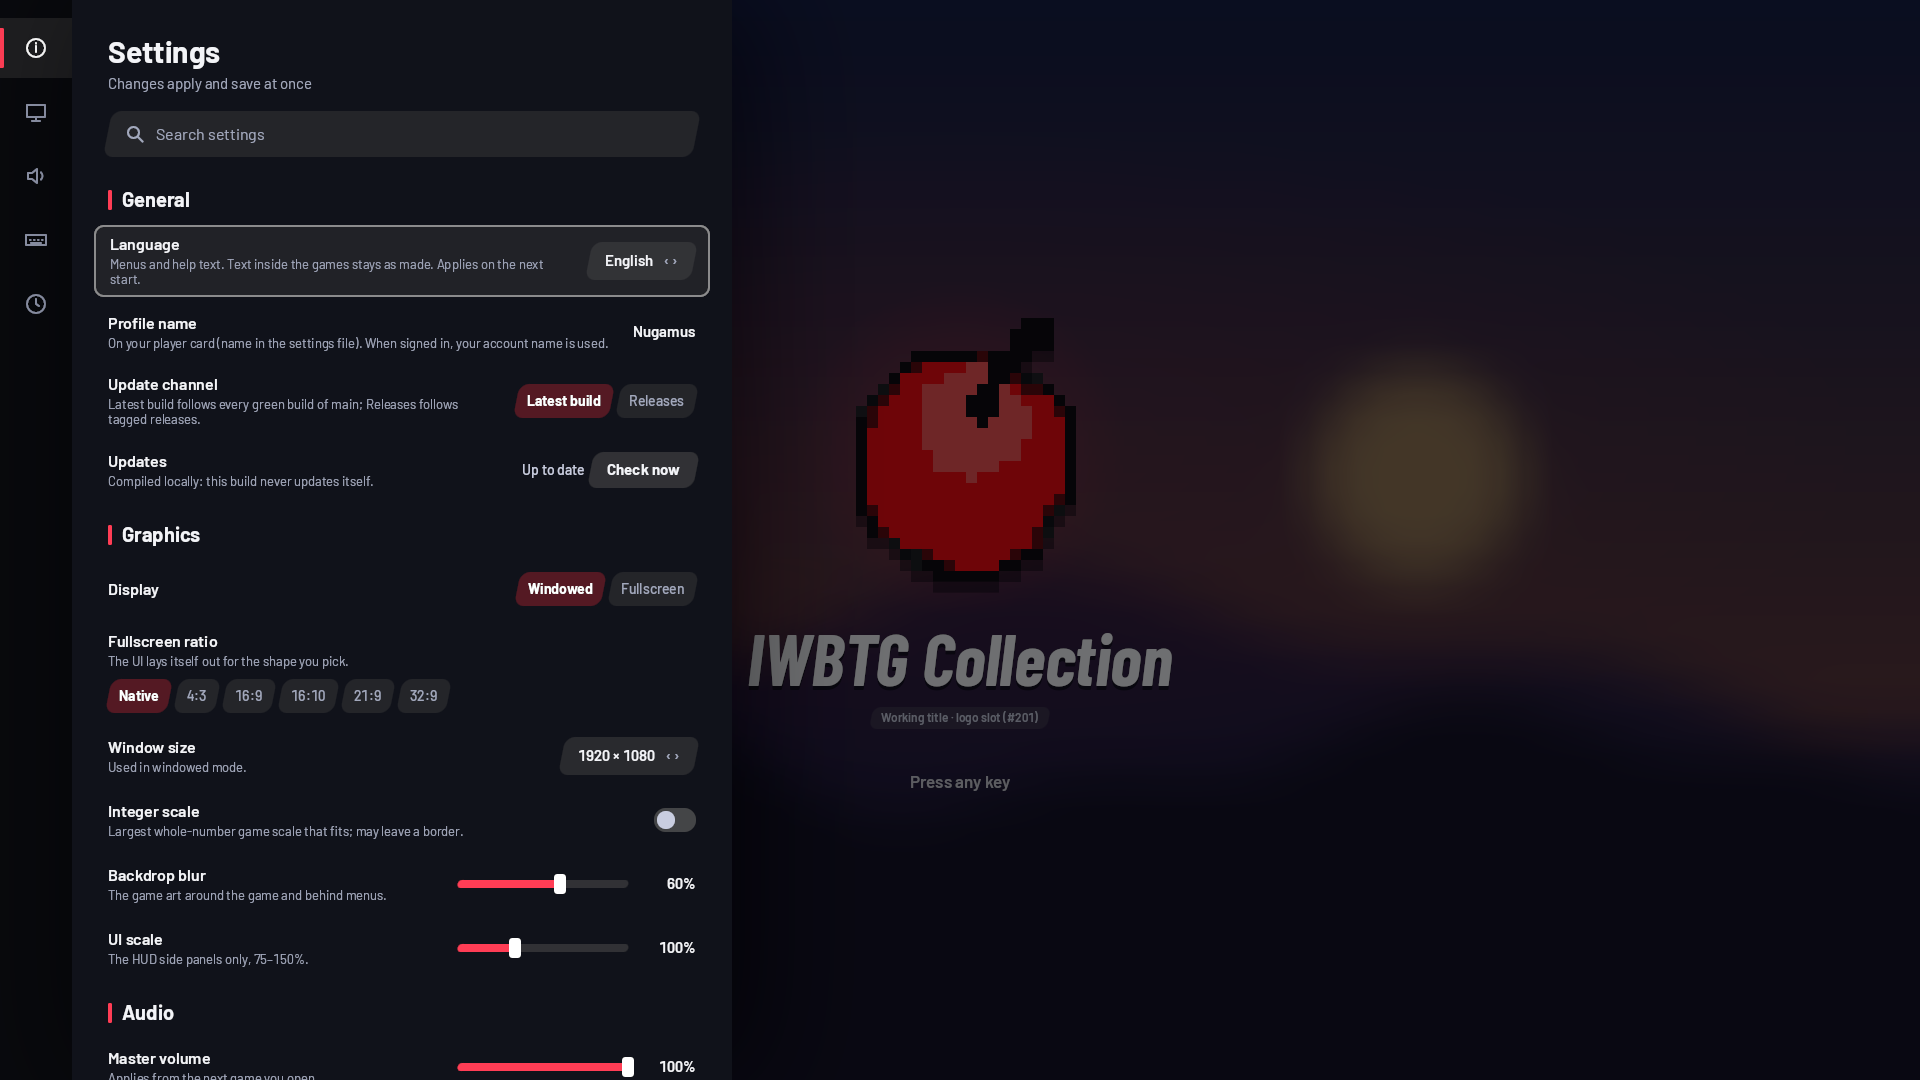 Settings
Changes apply and save at once
Search settings
General
Language
Menus and help text. Text inside the games stays as made. Applies on the next
start.
English
Profile name
On your player card (name in the settings file). When signed in, your account name is used.
Nugamus
Update channel
Latest build follows every green build of main; Releases follows
tagged releases.
Latest build
Releases
Updates
Compiled locally: this build never updates itself.
Up to date
Check now
Graphics
Display
Windowed
Fullscreen
Fullscreen ratio
The UI lays itself out for the shape you pick.
Native
4:3
16:9
16:10
21:9
32:9
Window size
Used in windowed mode.
1920 × 1080
Integer scale
Largest whole-number game scale that fits; may leave a border.
Backdrop blur
The game art around the game and behind menus.
60%
UI scale
The HUD side panels only, 75–150%.
100%
Audio
Master volume
Applies from the next game you open.
100%
IWBTG Collection
Working title · logo slot (#201)
Press any key